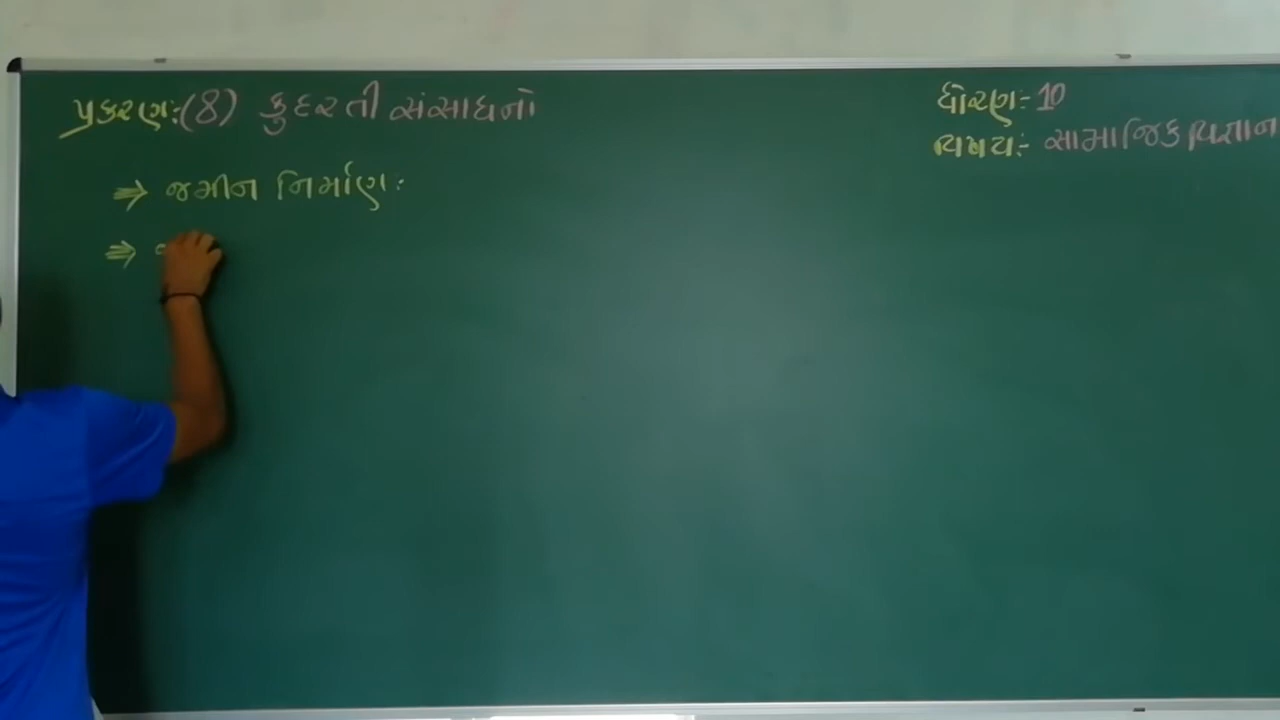 પ્રકરણ:(8) કુદરતી સંસાધનો
ધોરણ:- 10
વિષય:- સામાજિક વિજ્ઞાન
⇒ જમીન નિર્માણ:
⇒